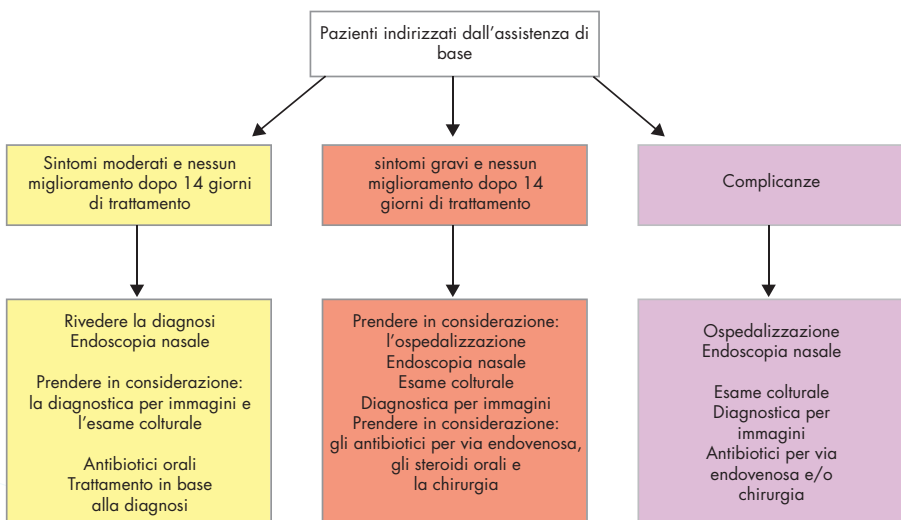 Pazienti indirizzati dall'assistenza di
base
Sintomi moderati e nessun
miglioramento dopo 14 giorni
di trattamento
sintomi gravi e nessun
miglioramento dopo 14
giorni di trattamento
Complicanze
Rivedere la diagnosi
Endoscopia nasale
Prendere in considerazione:
la diagnostica per immagini e
l'esame colturale
Antibiotici orali
Trattamento in base
alla diagnosi
Prendere in considerazione:
l'ospedalizzazione
Endoscopia nasale
Esame colturale
Diagnostica per immagini
Prendere in considerazione:
gli antibiotici per via endovenosa,
gli steroidi orali e
la chirurgia
Ospedalizzazione
Endoscopia nasale
Esame colturale
Diagnostica per
immagini
Antibiotici per via
endovenosa e/o
chirurgia